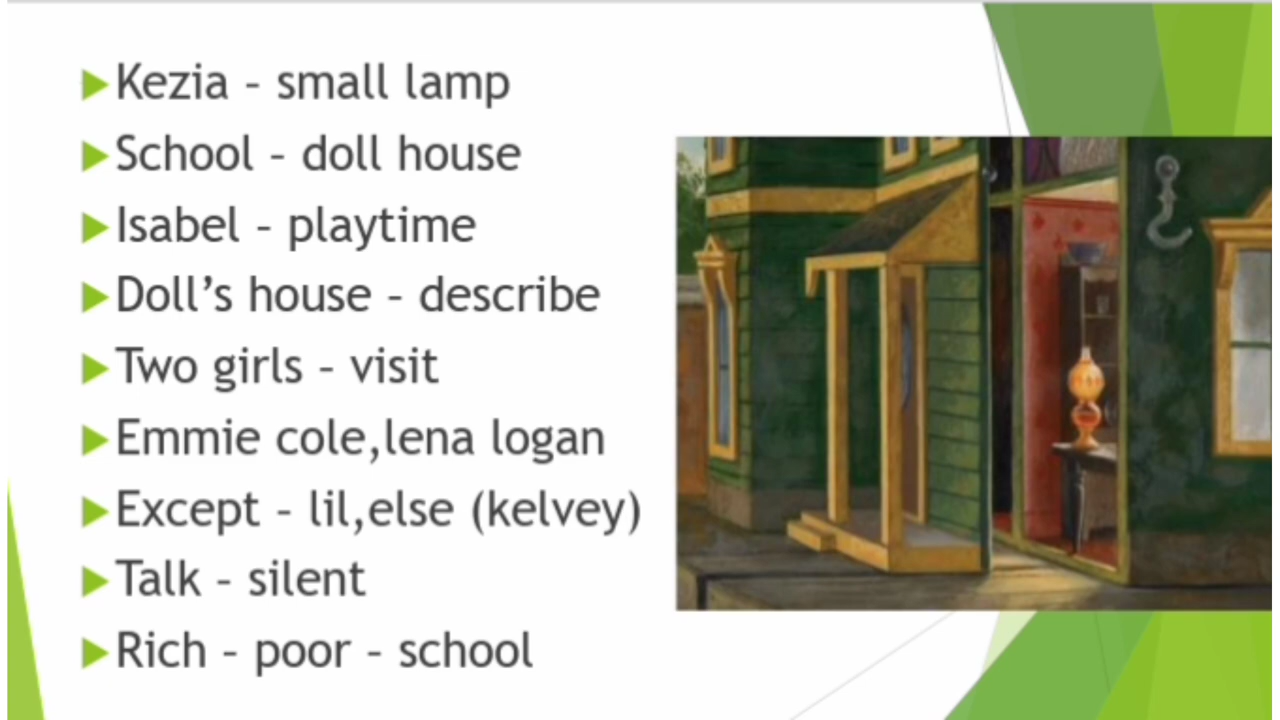 Kezia – small lamp
School – doll house
Isabel – playtime
Doll’s house – describe
Two girls – visit
Emmie cole,lena logan
Except – lil,else (kelvey)
Talk – silent
Rich – poor – school